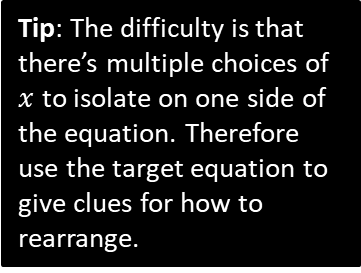 Tip: The difficulty is that
there's multiple choices of
𝑥 to isolate on one side of
the equation. Therefore
use the target equation to
give clues for how to
rearrange.